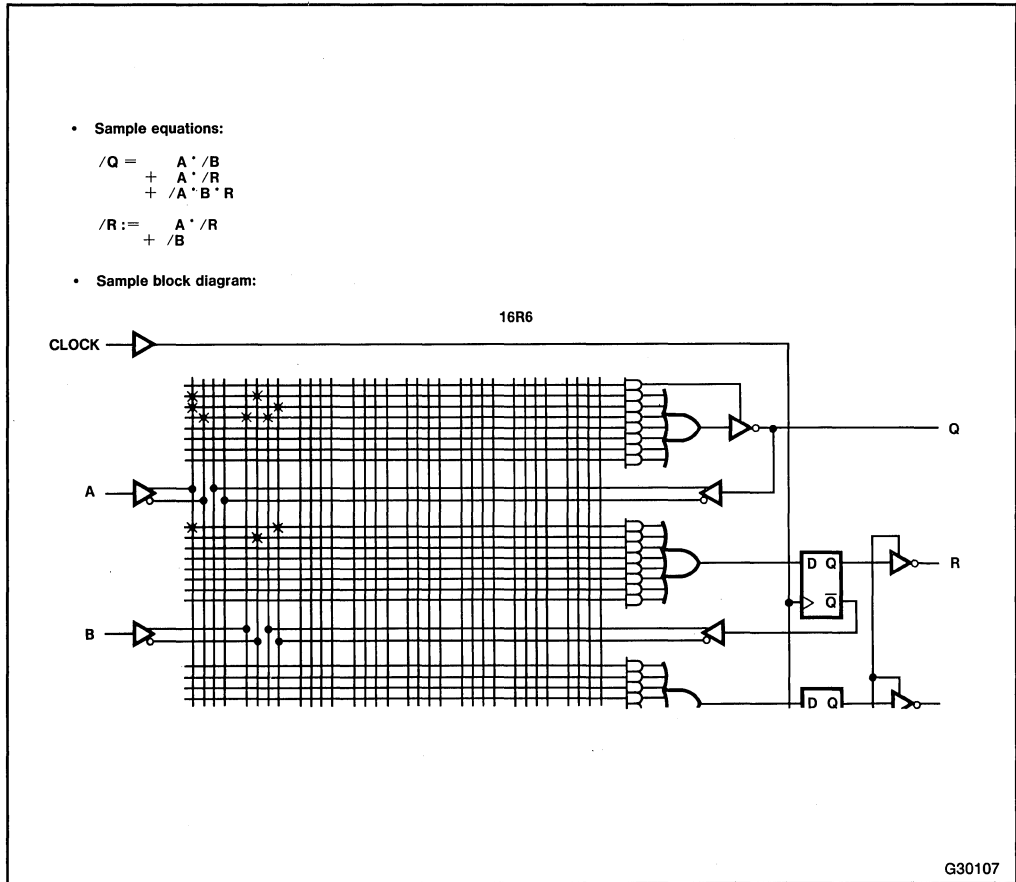 • Sample equations:
/Q = A * /B
+ A * /R
+ /A * B * R
/R := A * /R
+ /B
• Sample block diagram:
16R6
CLOCK
Q
A
D Q
R
Q̅
B
D Q
G30107